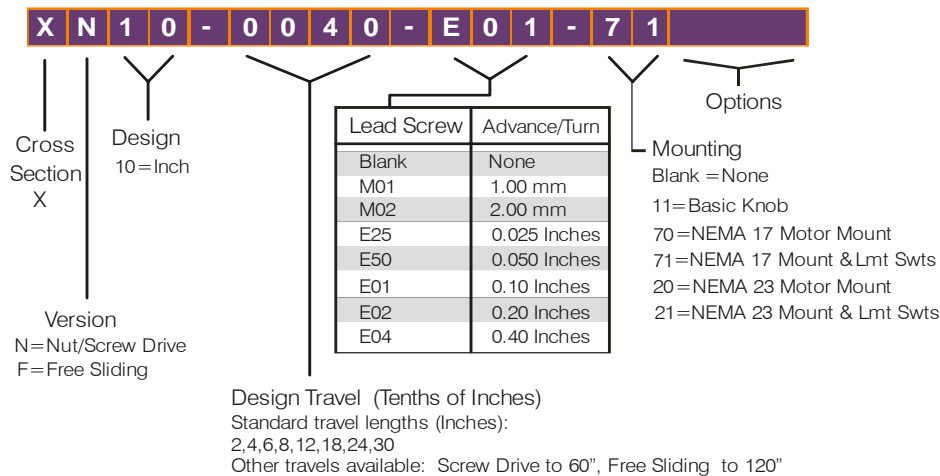 X N 1 0 - 0 0 4 0 - E 0 1 - 7 1
Cross
Section
X
Design
10=Inch
Version
N=Nut/Screw Drive
F=Free Sliding
Lead Screw Advance/Turn
Blank None
M01 1.00 mm
M02 2.00 mm
E25 0.025 Inches
E50 0.050 Inches
E01 0.10 Inches
E02 0.20 Inches
E04 0.40 Inches
Options
Mounting
Blank =None
11=Basic Knob
70=NEMA 17 Motor Mount
71=NEMA 17 Mount & Lmt Swts
20=NEMA 23 Motor Mount
21=NEMA 23 Mount & Lmt Swts
Design Travel (Tenths of Inches)
Standard travel lengths (Inches):
2,4,6,8,12,18,24,30
Other travels available: Screw Drive to 60", Free Sliding to 120"